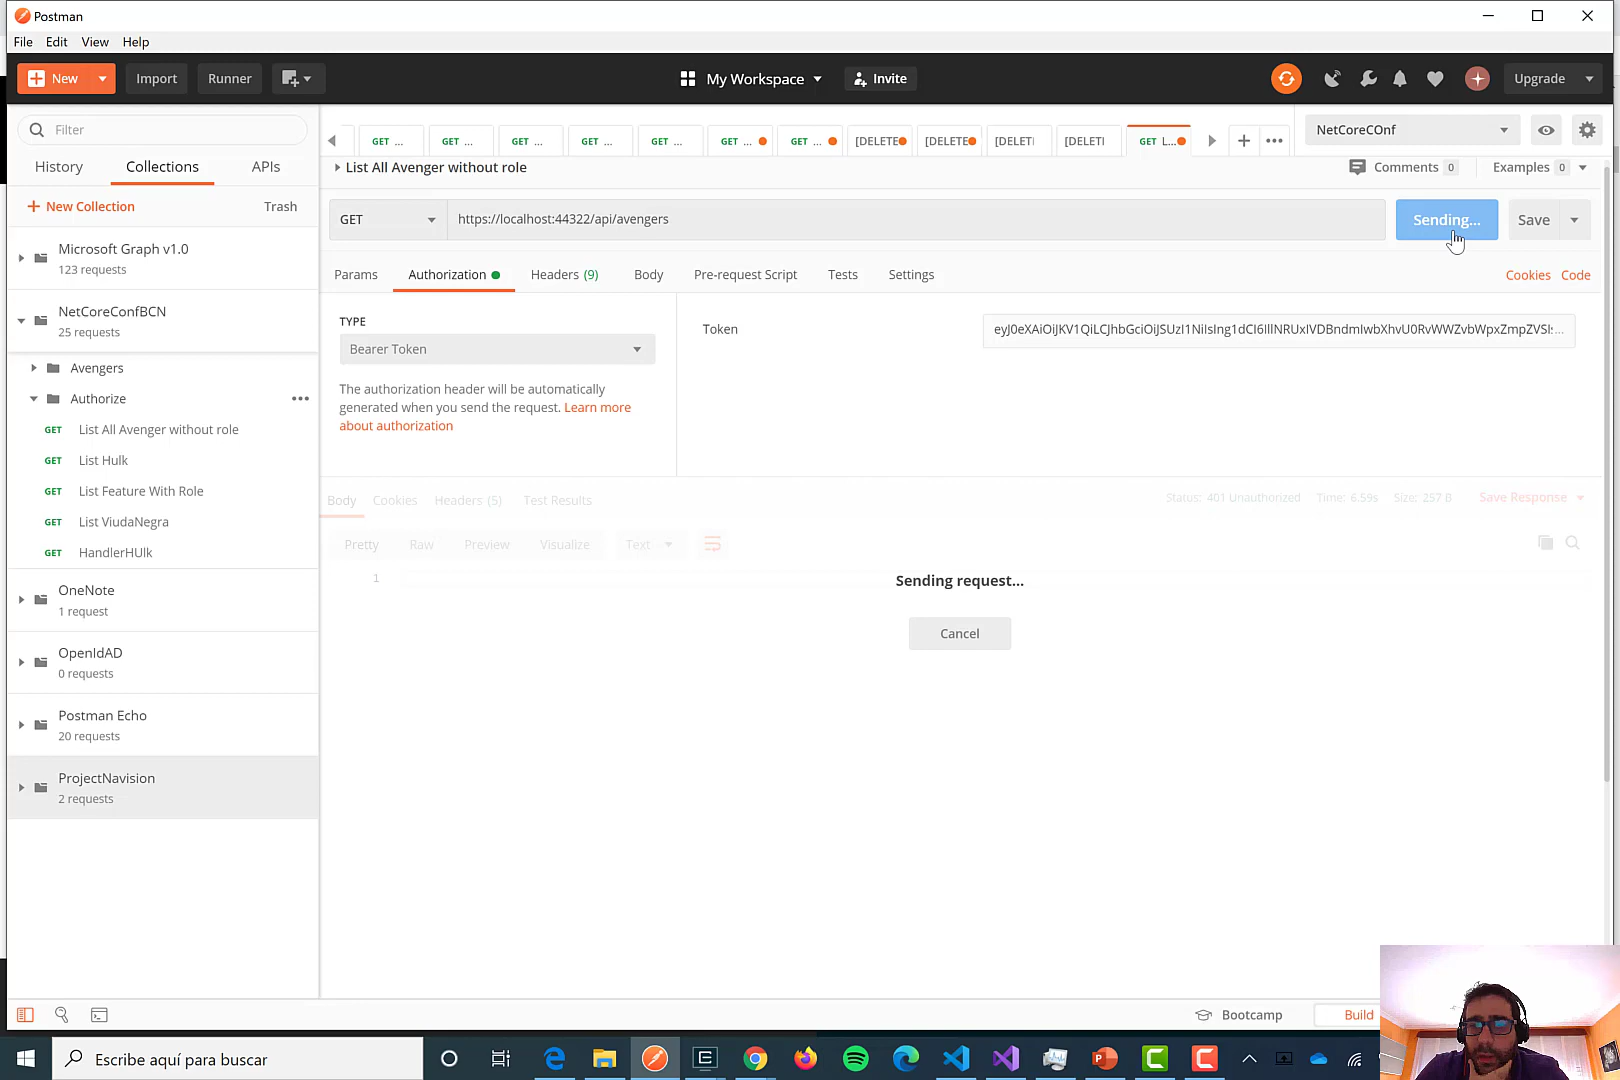 Postman
File Edit View Help
New Import Runner My Workspace Invite Upgrade
Filter
GET ... GET ... GET ... GET ... GET ... GET ... GET ... [DELETE [DELETE [DELETI [DELETI GET L... NetCoreCOnf
History Collections APIs
List All Avenger without role Comments 0 Examples 0
New Collection Trash
GET https://localhost:44322/api/avengers Sending... Save
Microsoft Graph v1.0
123 requests
Params Authorization Headers (9) Body Pre-request Script Tests Settings Cookies Code
NetCoreConfBCN
25 requests
TYPE
Bearer Token
The authorization header will be automatically
generated when you send the request. Learn more
about authorization
Token
Avengers
Authorize
GET List All Avenger without role
GET List Hulk
GET List Feature With Role
GET List ViudaNegra
GET HandlerHUlk
Body Cookies Headers (5) Test Results Status: 401 Unauthorized Time: 6.59s Size: 257 B Save Response
Pretty Raw Preview Visualize Text
1
Sending request...
Cancel
OneNote
1 request
OpenIdAD
0 requests
Postman Echo
20 requests
ProjectNavision
2 requests
Bootcamp Build
Escribe aquí para buscar